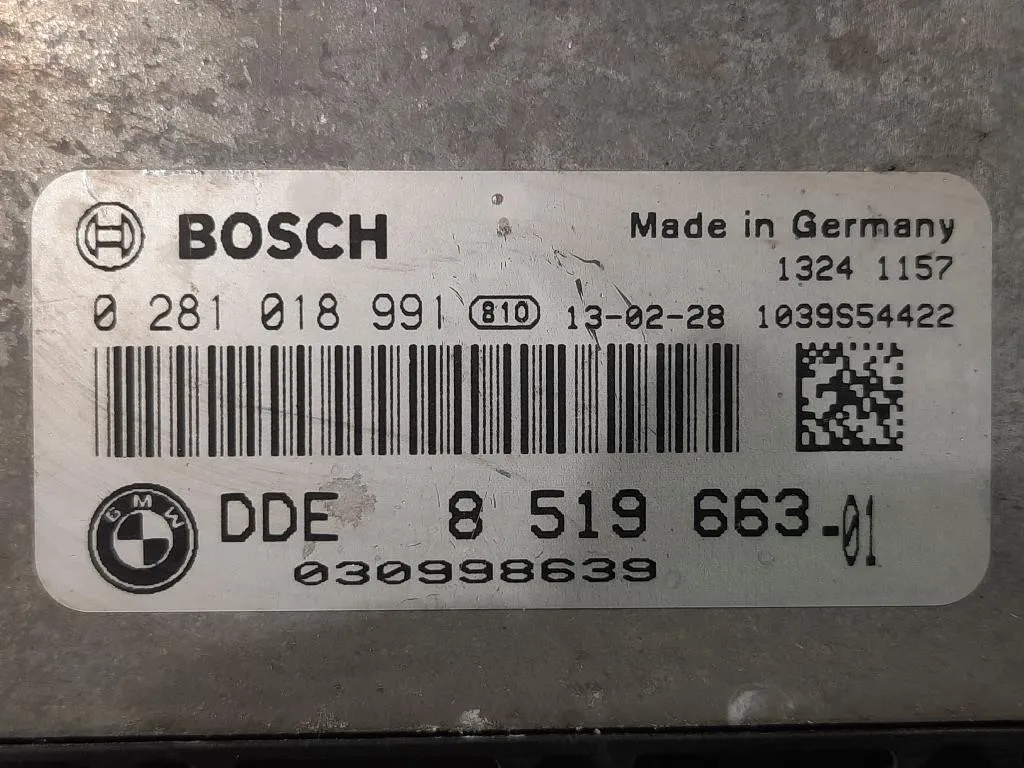 BOSCH
Made in Germany
1324 1157
0 281 018 991 810 13-02-28 1039S54422
BMW
DDE 8 519 663-01
030998639